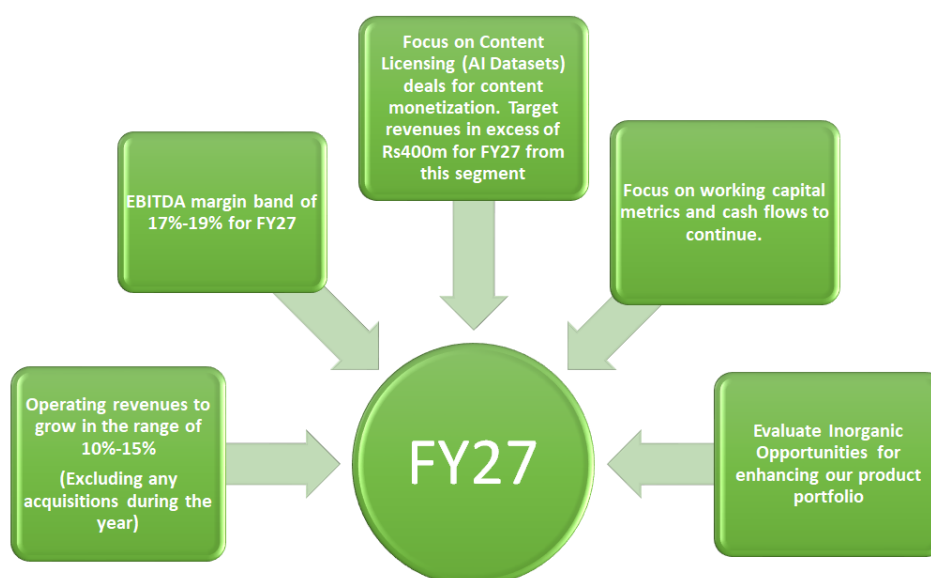 Focus on Content
Licensing (AI Datasets)
deals for content
monetization. Target
revenues in excess of
Rs400m for FY27 from
this segment
EBITDA margin band of
17%-19% for FY27
Focus on working capital
metrics and cash flows to
continue.
Operating revenues to
grow in the range of
10%-15%
(Excluding any
acquisitions during the
year)
FY27
Evaluate Inorganic
Opportunities for
enhancing our product
portfolio